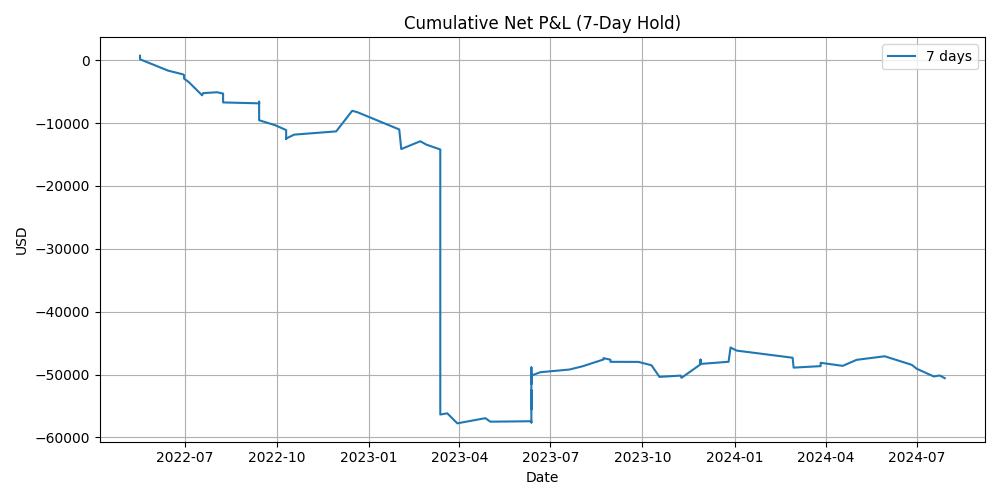 Cumulative Net P&L (7-Day Hold)
7 days
0
−10000
−20000
−30000
−40000
−50000
−60000
USD
2022-07 2022-10 2023-01 2023-04 2023-07 2023-10 2024-01 2024-04 2024-07
Date